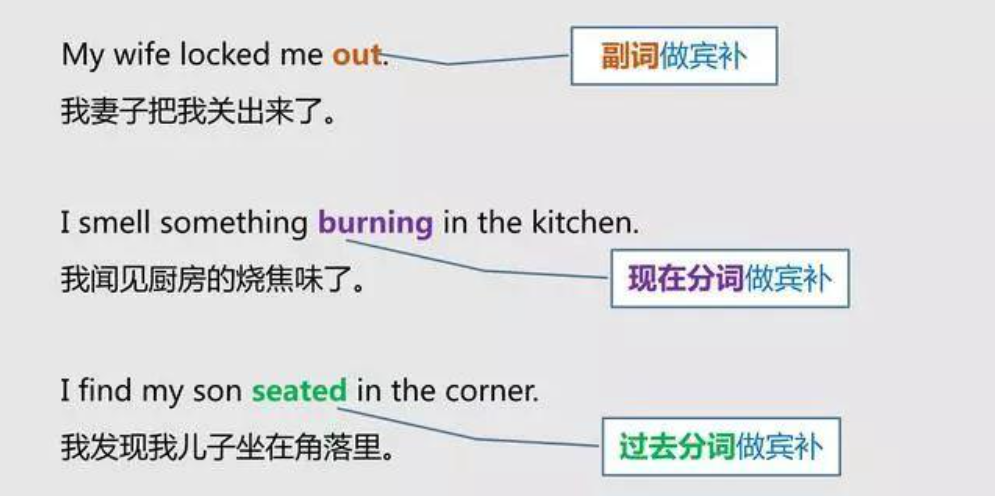 My wife locked me out.
副词做宾补
我妻子把我关出来了。
I smell something burning in the kitchen.
我闻见厨房的烧焦味了。
现在分词做宾补
I find my son seated in the corner.
我发现我儿子坐在角落里。
过去分词做宾补